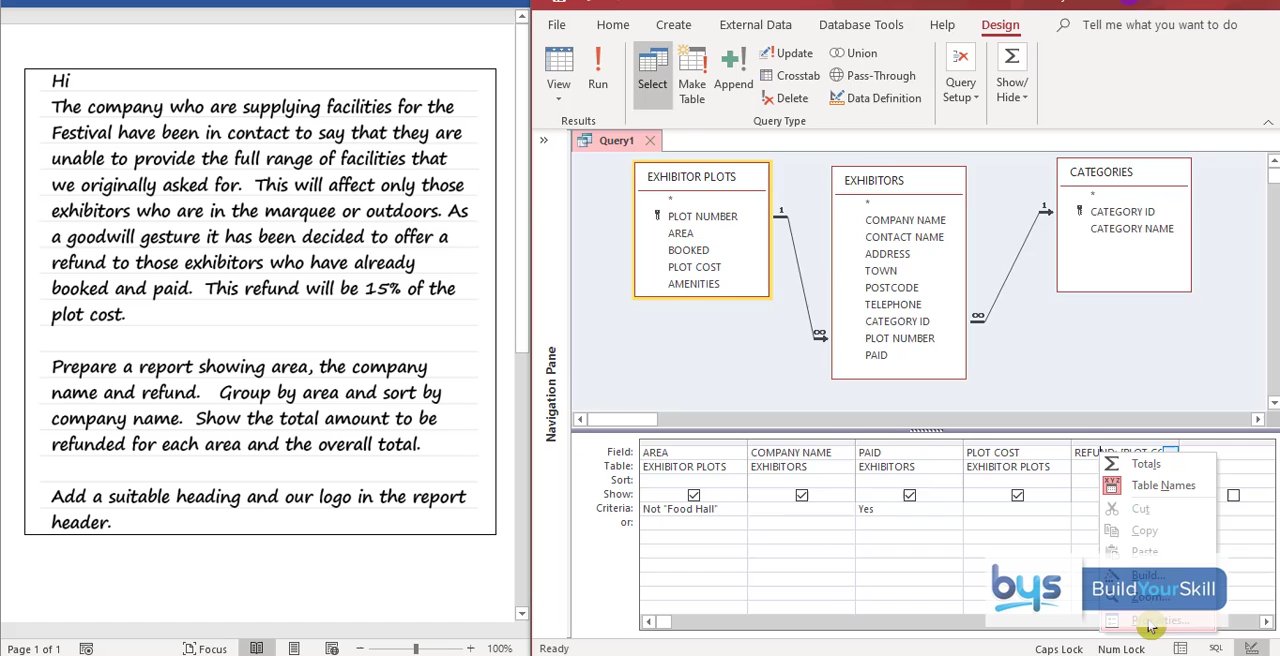 Hi
The company who are supplying facilities for the
Festival have been in contact to say that they are
unable to provide the full range of facilities that
we originally asked for. This will affect only those
exhibitors who are in the marquee or outdoors. As
a goodwill gesture it has been decided to offer a
refund to those exhibitors who have already
booked and paid. This refund will be 15% of the
plot cost.
Prepare a report showing area, the company
name and refund. Group by area and sort by
company name. Show the total amount to be
refunded for each area and the overall total.
Add a suitable heading and our logo in the report
header.
Page 1 of 1
Focus
100%
File Home Create External Data Database Tools Help Design Tell me what you want to do
View
Run
Results
Select
Make Table
Append
Update
Crosstab
Delete
Union
Pass-Through
Data Definition
Query Type
Query Setup
Show/ Hide
Query1
Navigation Pane
EXHIBITOR PLOTS
*
PLOT NUMBER
AREA
BOOKED
PLOT COST
AMENITIES
1
∞
EXHIBITORS
*
COMPANY NAME
CONTACT NAME
ADDRESS
TOWN
POSTCODE
TELEPHONE
CATEGORY ID
PLOT NUMBER
PAID
∞
1
CATEGORIES
*
CATEGORY ID
CATEGORY NAME
Field: AREA COMPANY NAME PAID PLOT COST
Table: EXHIBITOR PLOTS EXHIBITORS EXHIBITORS EXHIBITOR PLOTS
Sort:
Show:
Criteria: Not "Food Hall" Yes
or:
Totals
Table Names
Cut
Copy
Paste
Build...
Zoom...
Properties...
bys
BuildYourSkill
Ready
Caps Lock Num Lock
SQL